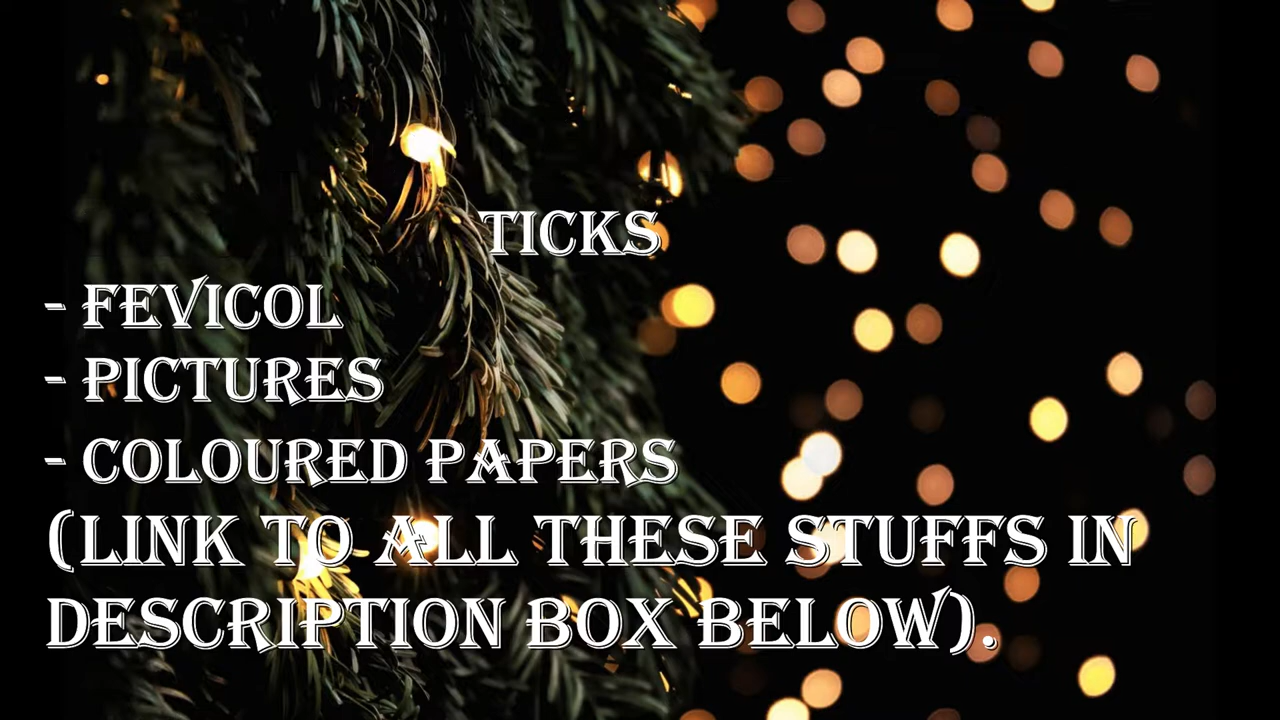 TICKS
- FEVICOL
- PICTURES
- COLOURED PAPERS
(LINK TO ALL THESE STUFFS IN
DESCRIPTION BOX BELOW).